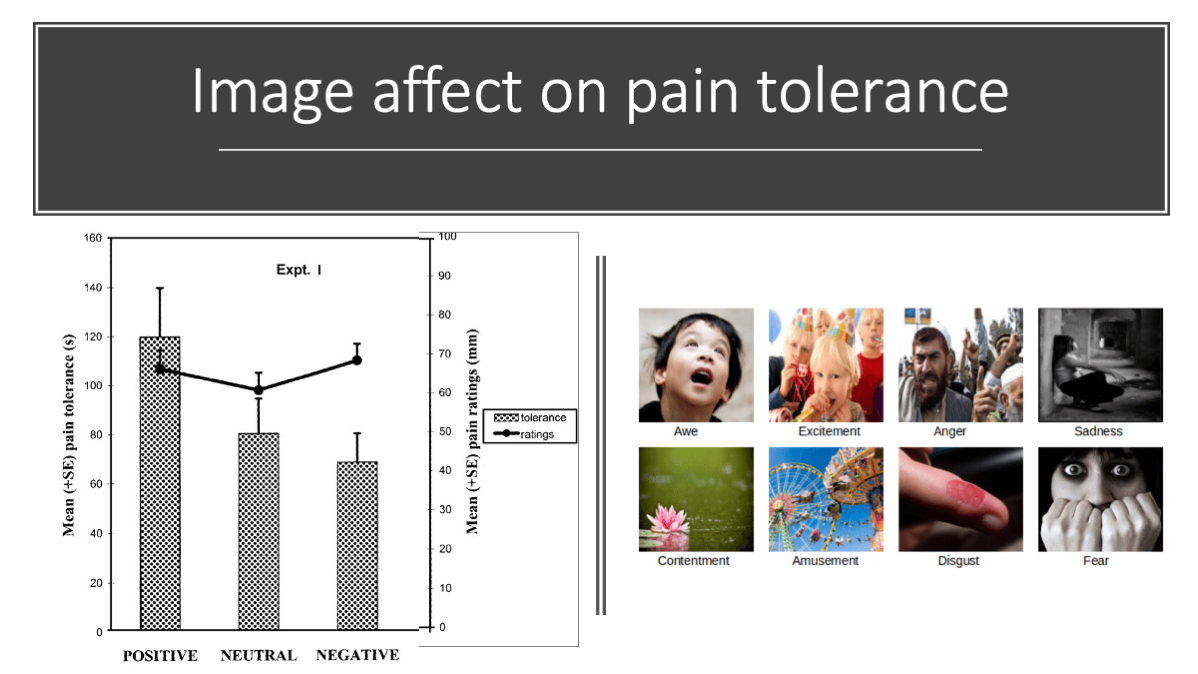 Image affect on pain tolerance
Expt. I
Mean (+SE) pain tolerance (s)
160
140
120
100
80
60
40
20
0
POSITIVE NEUTRAL NEGATIVE
100
90
80
70
60
50
40
30
20
10
0
Mean (+SE) pain ratings (mm)
tolerance
ratings
Awe Excitement Anger Sadness
Contentment Amusement Disgust Fear